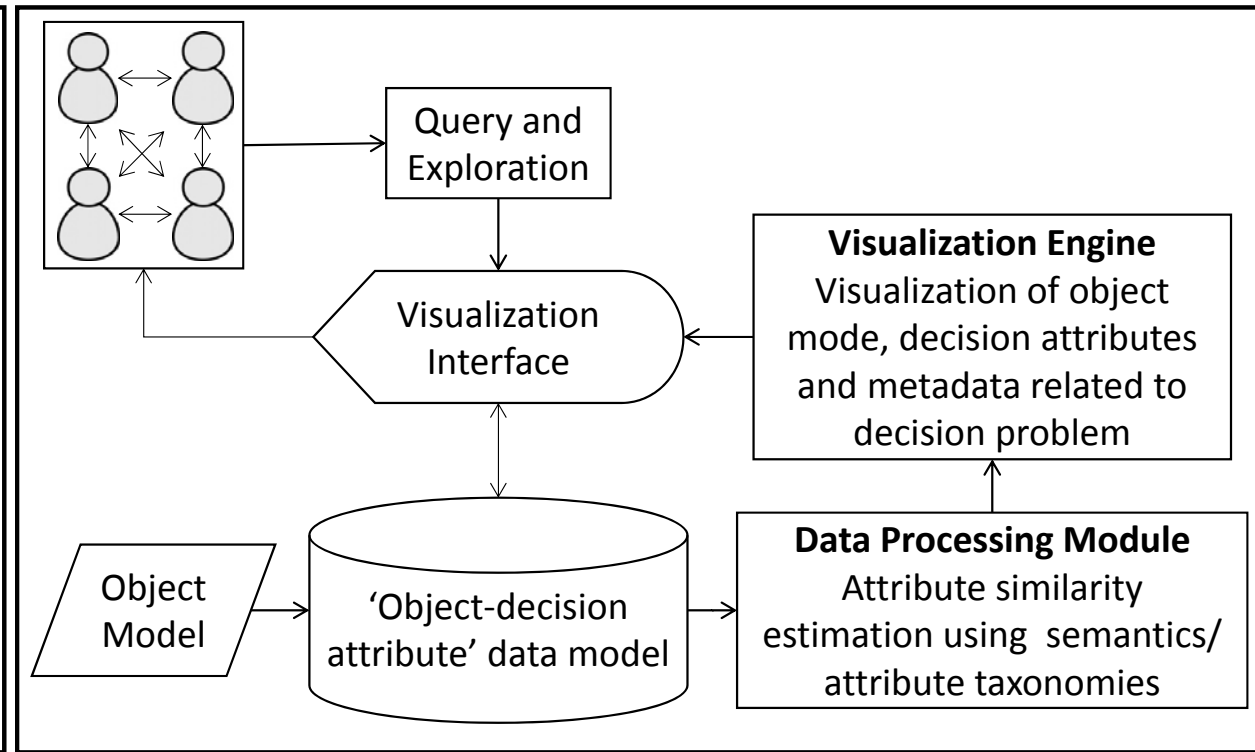 Query and
Exploration
Visualization
Interface
Visualization Engine
Visualization of object
mode, decision attributes
and metadata related to
decision problem
Object
Model
‘Object-decision
attribute’ data model
Data Processing Module
Attribute similarity
estimation using  semantics/
attribute taxonomies